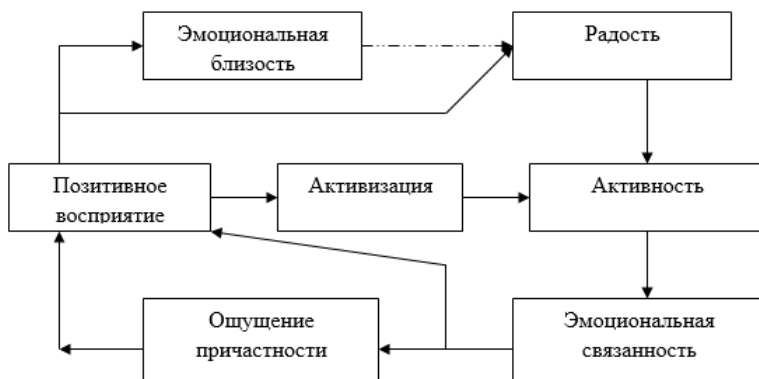 Эмоциональная
близость
Радость
Позитивное
восприятие
Активизация
Активность
Ощущение
причастности
Эмоциональная
связанность